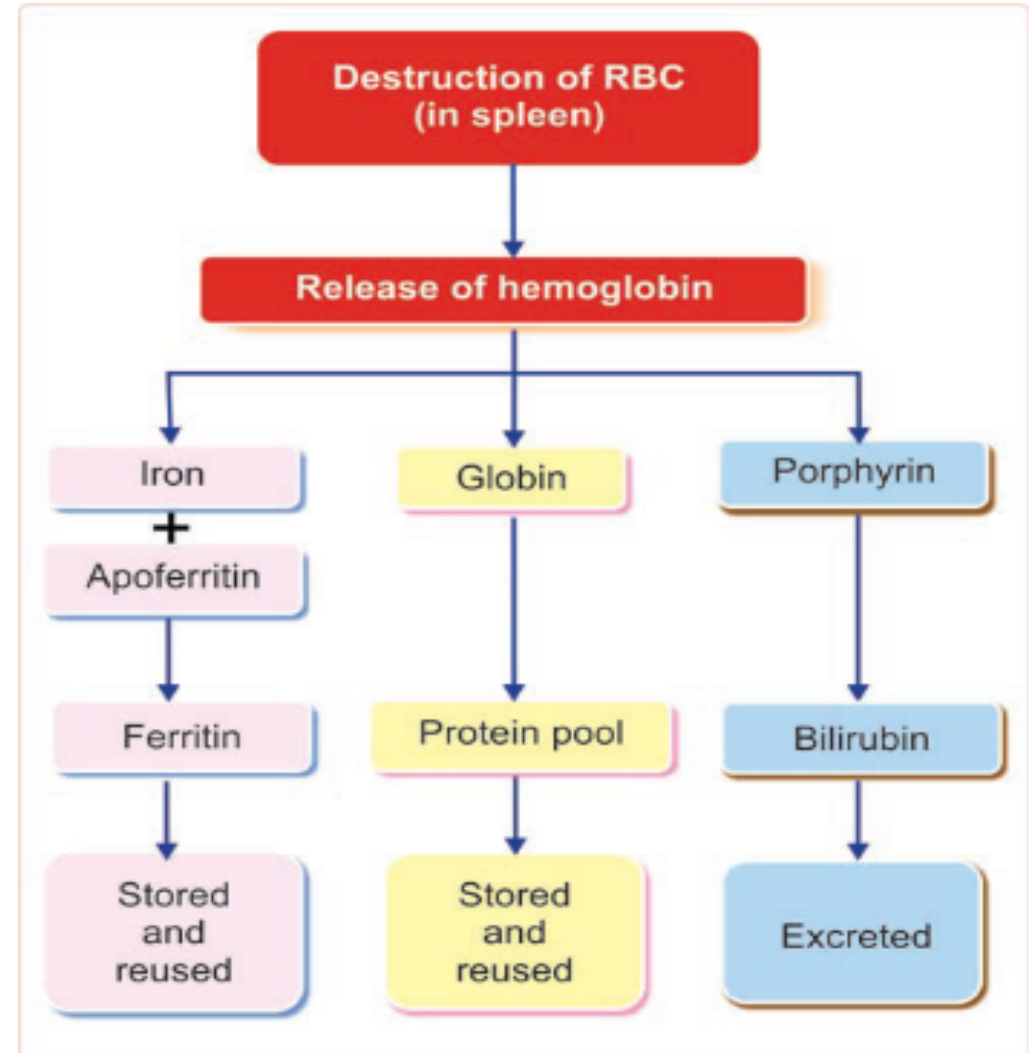 Destruction of RBC
(in spleen)
Release of hemoglobin
Iron
+
Apoferritin
Ferritin
Stored
and
reused
Globin
Protein pool
Stored
and
reused
Porphyrin
Bilirubin
Excreted